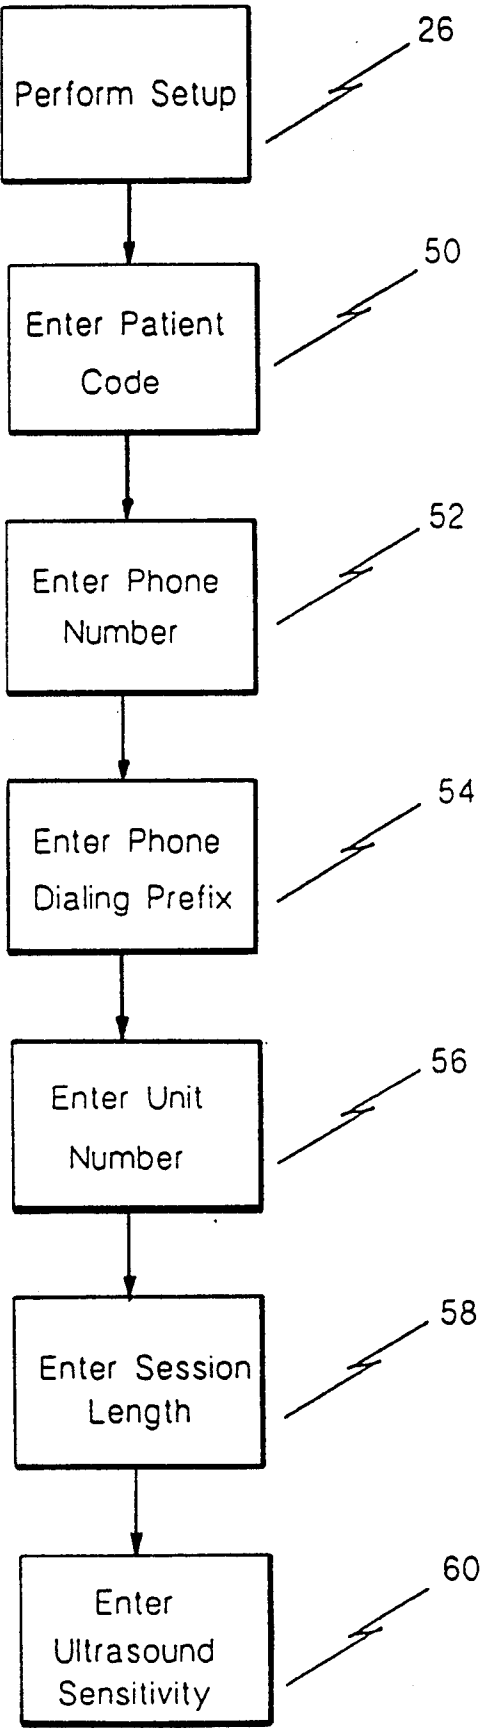 Perform Setup
26
Enter Patient
Code
50
Enter Phone
Number
52
Enter Phone
Dialing Prefix
54
Enter Unit
Number
56
Enter Session
Length
58
Enter
Ultrasound
Sensitivity
60